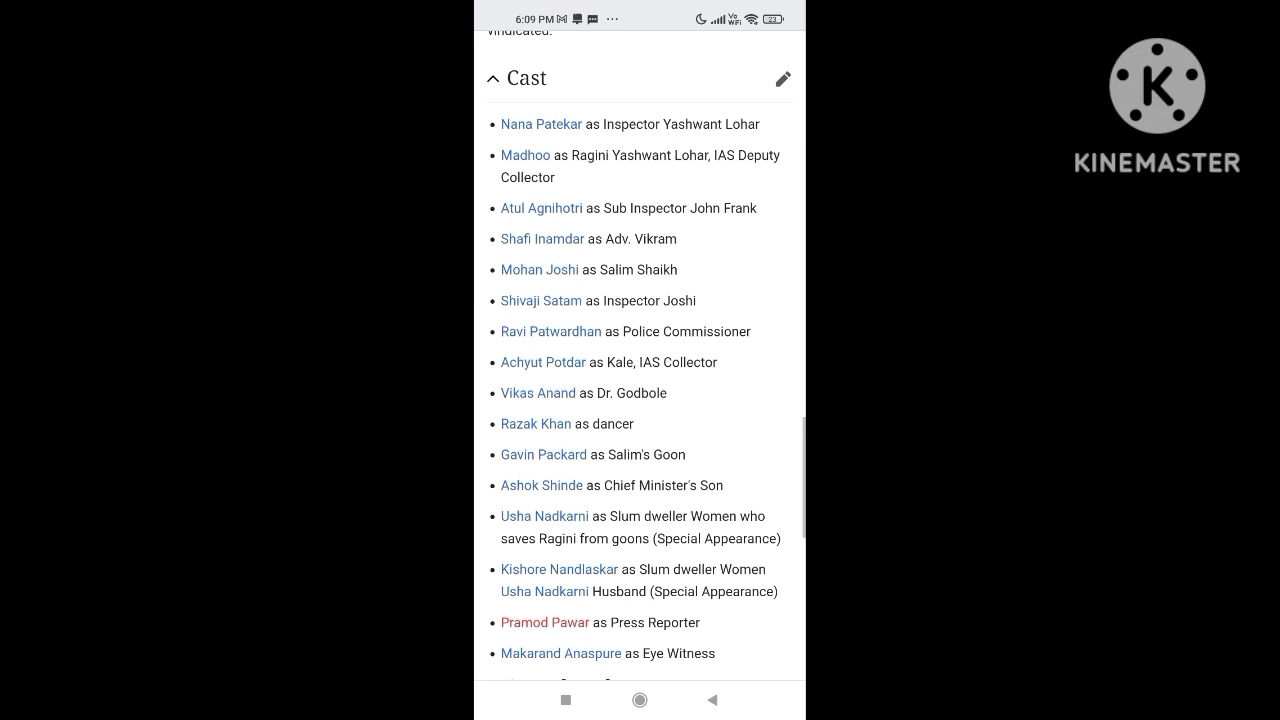 6:09 PM
Vo
WiFi
23
vindicated.
Cast
Nana Patekar as Inspector Yashwant Lohar
Madhoo as Ragini Yashwant Lohar, IAS Deputy
Collector
Atul Agnihotri as Sub Inspector John Frank
Shafi Inamdar as Adv. Vikram
Mohan Joshi as Salim Shaikh
Shivaji Satam as Inspector Joshi
Ravi Patwardhan as Police Commissioner
Achyut Potdar as Kale, IAS Collector
Vikas Anand as Dr. Godbole
Razak Khan as dancer
Gavin Packard as Salim's Goon
Ashok Shinde as Chief Minister's Son
Usha Nadkarni as Slum dweller Women who
saves Ragini from goons (Special Appearance)
Kishore Nandlaskar as Slum dweller Women
Usha Nadkarni Husband (Special Appearance)
Pramod Pawar as Press Reporter
Makarand Anaspure as Eye Witness
K
KINEMASTER